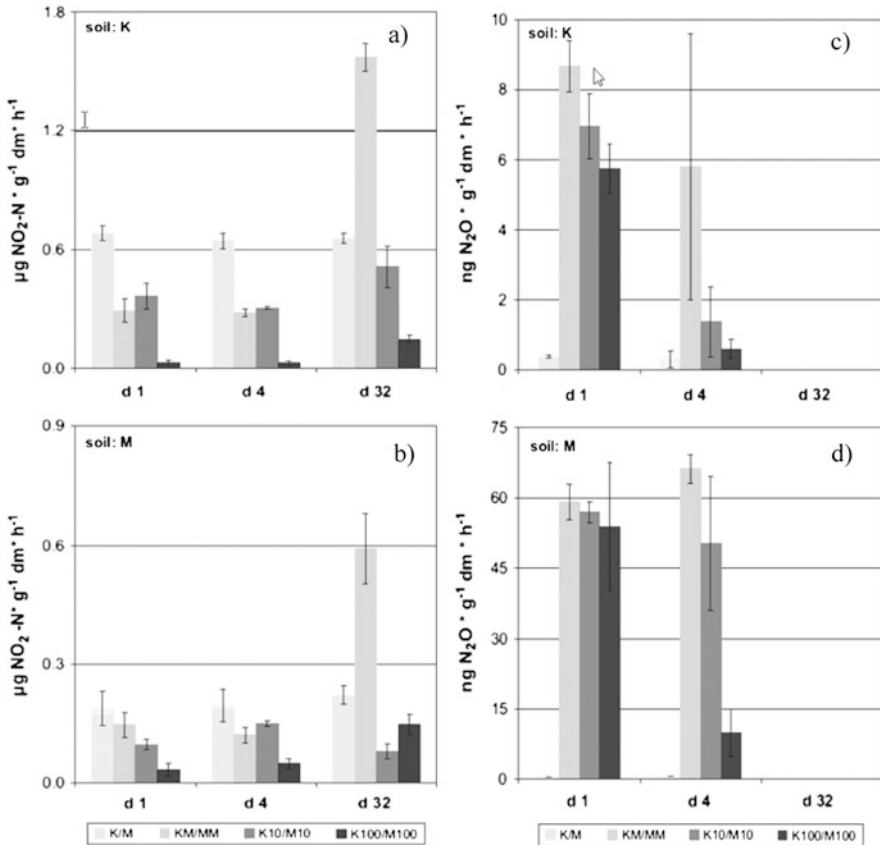 soil: K
a)
1.8
1.2
0.6
0.0
µg NO₂-N * g⁻¹ dm* h⁻¹
d 1
d 4
d 32
soil: M
b)
0.9
0.6
0.3
0.0
µg NO₂ -N* g⁻¹ dm * h⁻¹
d 1
d 4
d 32
K/M
KM/MM
K10/M10
K100/M100
soil: K
c)
10
8
6
4
2
0
ng N₂O * g⁻¹ dm * h⁻¹
d 1
d 4
d 32
soil: M
d)
75
60
45
30
15
0
ng N₂O * g⁻¹ dm * h⁻¹
d 1
d 4
d 32
K/M
KM/MM
K10/M10
K100/M100